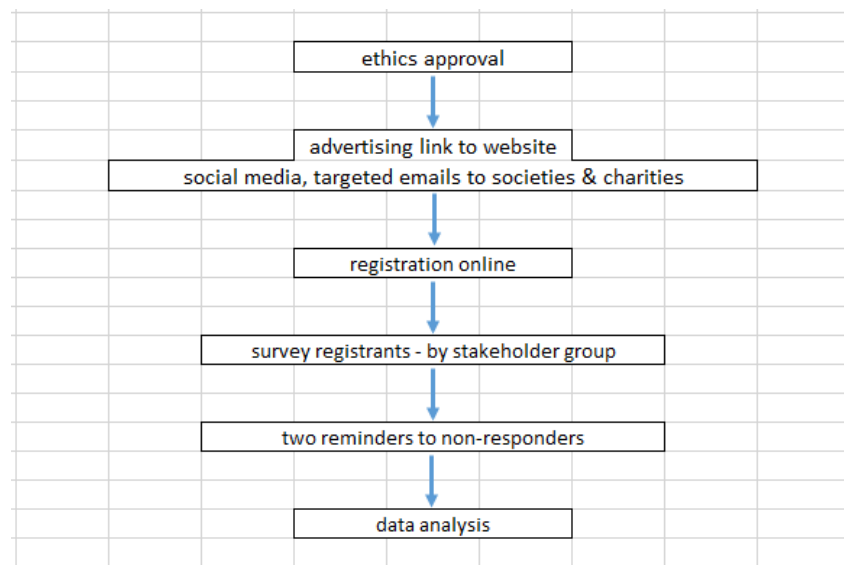 ethics approval
advertising link to website
social media, targeted emails to societies & charities
registration online
survey registrants - by stakeholder group
two reminders to non-responders
data analysis